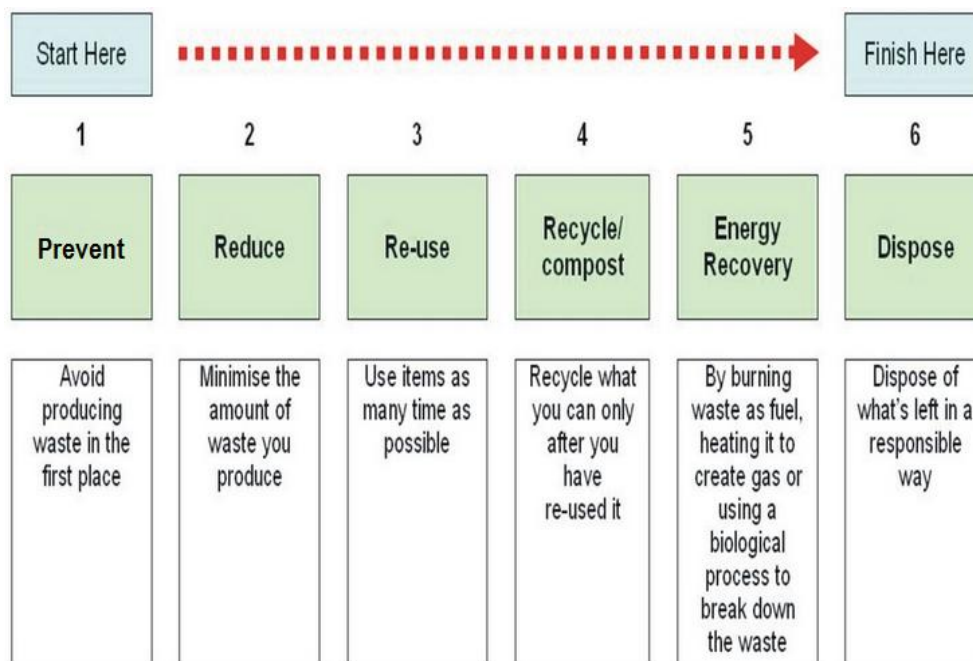 Start Here
Finish Here
1
2
3
4
5
6
Prevent
Reduce
Re-use
Recycle/
compost
Energy
Recovery
Dispose
Avoid
producing
waste in the
first place
Minimise the
amount of
waste you
produce
Use items as
many time as
possible
Recycle what
you can only
after you
have
re-used it
By burning
waste as fuel,
heating it to
create gas or
using a
biological
process to
break down
the waste
Dispose of
what's left in a
responsible
way